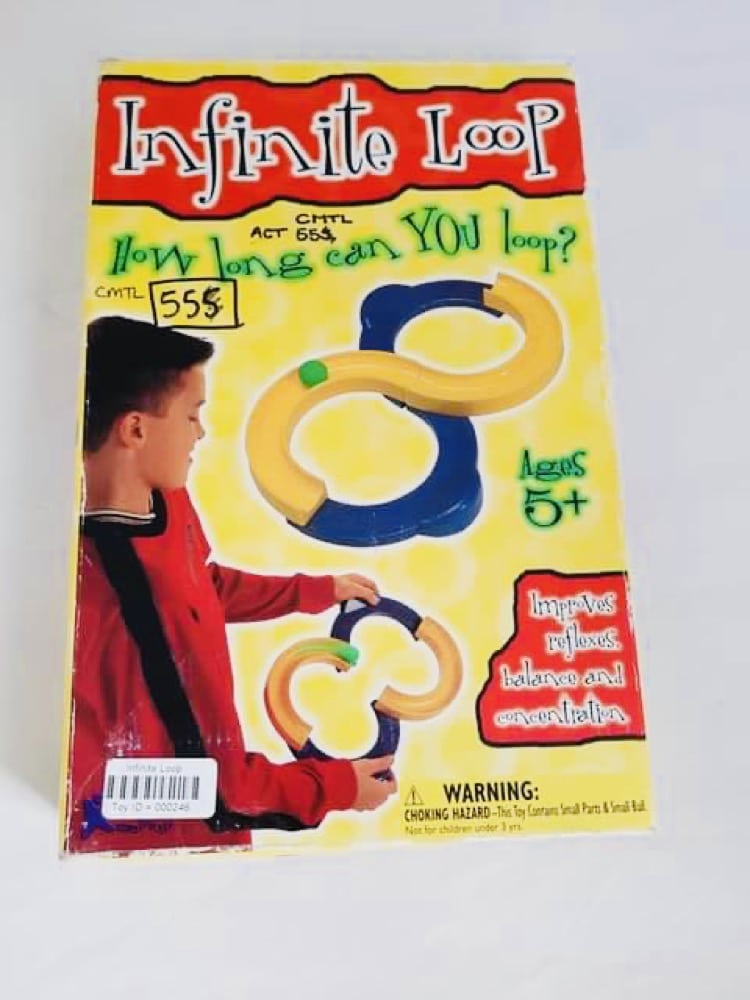 Infinite Loop
CMTL
ACT 55$
How long can YOU loop?
CMTL 55$
Ages
5+
Improves
reflexes,
balance and
concentration
Infinite Loop
Toy ID = 000246
WARNING:
CHOKING HAZARD-This Toy Contains Small Parts & Small Ball.
Not for children under 3 yrs.